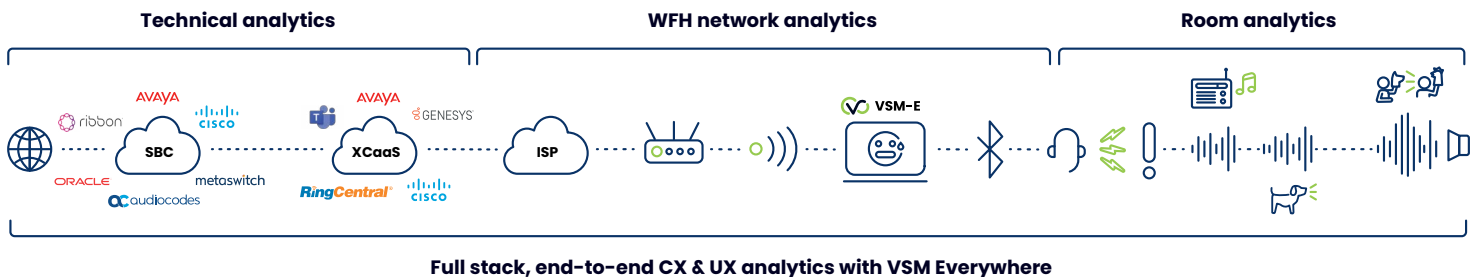 Technical analytics
WFH network analytics
Room analytics
AVAYA
ribbon
CISCO
SBC
ORACLE
metaswitch
audiocodes
AVAYA
T
GENESYS
XCaaS
RingCentral
CISCO
ISP
VSM-E
Full stack, end-to-end CX & UX analytics with VSM Everywhere